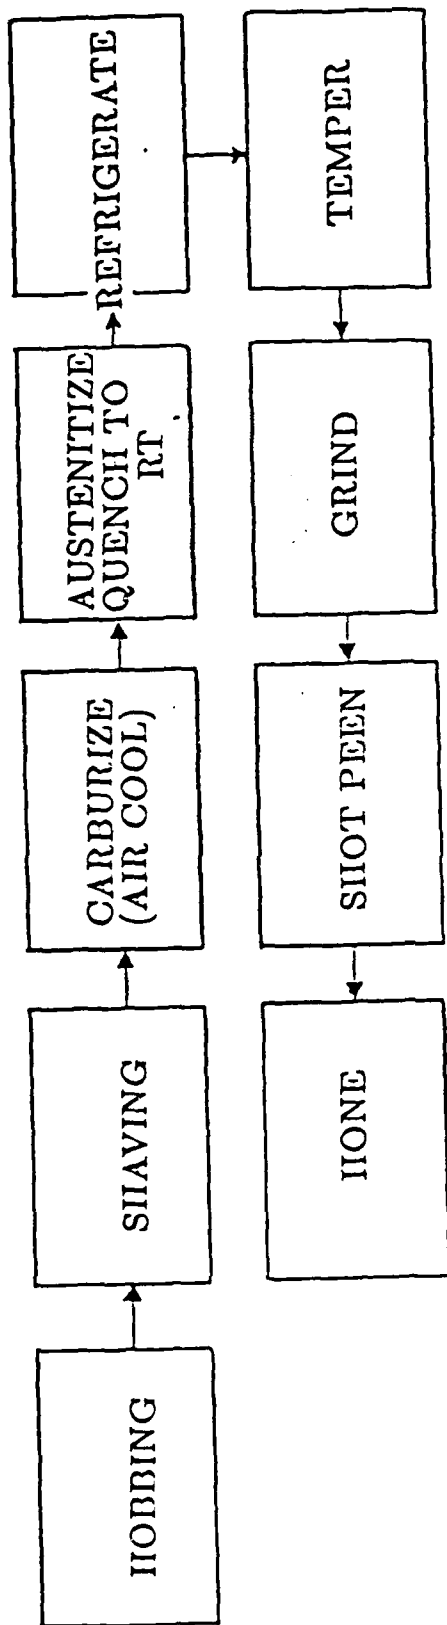 HOBBING
SHAVING
CARBURIZE
(AIR COOL)
AUSTENITIZE
QUENCH TO
RT
REFRIGERATE
TEMPER
GRIND
SHOT PEEN
HONE